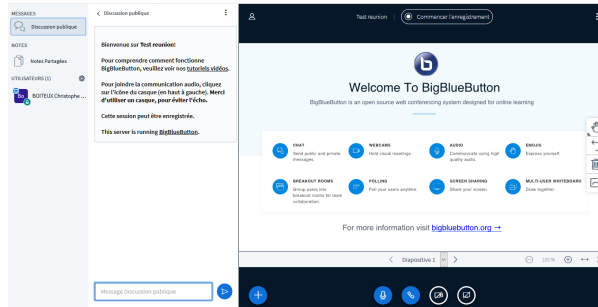 MESSAGES
Discussion publique
NOTES
Notes Partagées
UTILISATEURS (1)
Bo
BOITEUX Christophe ...
Discussion publique
Bienvenue sur Test reunion!
Pour comprendre comment fonctionne
BigBlueButton, veuillez voir nos tutoriels vidéos.
Pour joindre la communication audio, cliquez
sur l'icône du casque (en haut à gauche). Merci
d'utiliser un casque, pour éviter l'écho.
Cette session peut être enregistrée.
This server is running BigBlueButton.
Message Discussion publique
Test reunion
Commencer l'enregistrement
b
Welcome To BigBlueButton
BigBlueButton is an open source web conferencing system designed for online learning
CHAT
Send public and private
messages.
WEBCAMS
Hold visual meetings.
AUDIO
Communicate using high
quality audio.
EMOJIS
Express yourself.
BREAKOUT ROOMS
Group users into
breakout rooms for team
collaboration.
POLLING
Poll your users anytime.
SCREEN SHARING
Share your screen.
MULTI-USER WHITEBOARD
Draw together.
For more information visit bigbluebutton.org →
Diapositive 1
100%